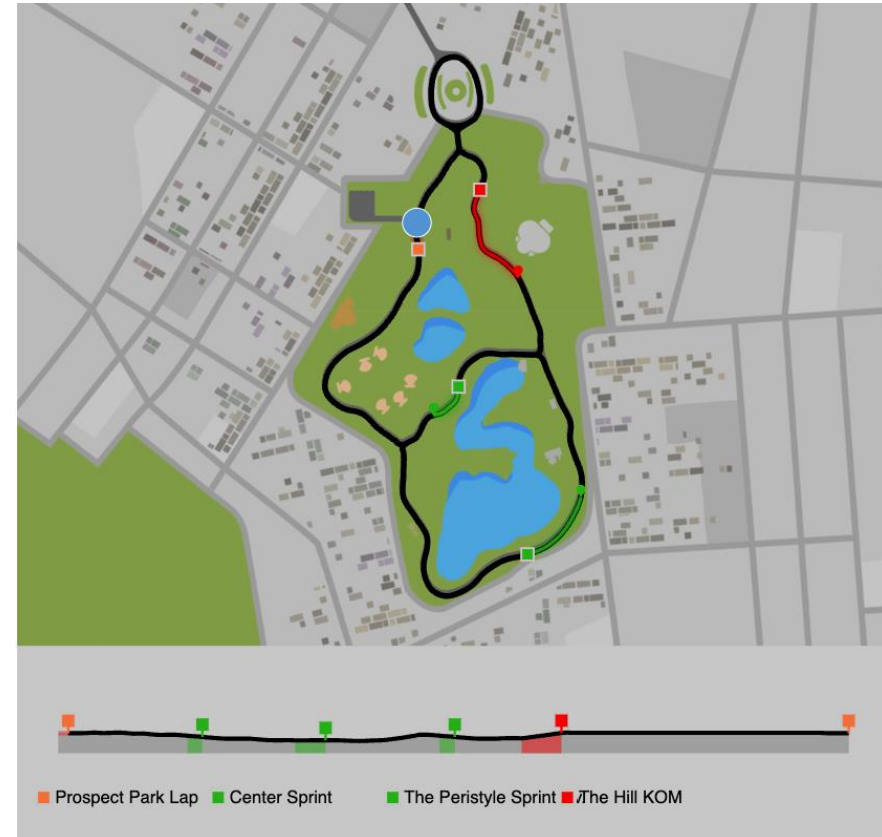 Prospect Park Lap
Center Sprint
The Peristyle Sprint
The Hill KOM